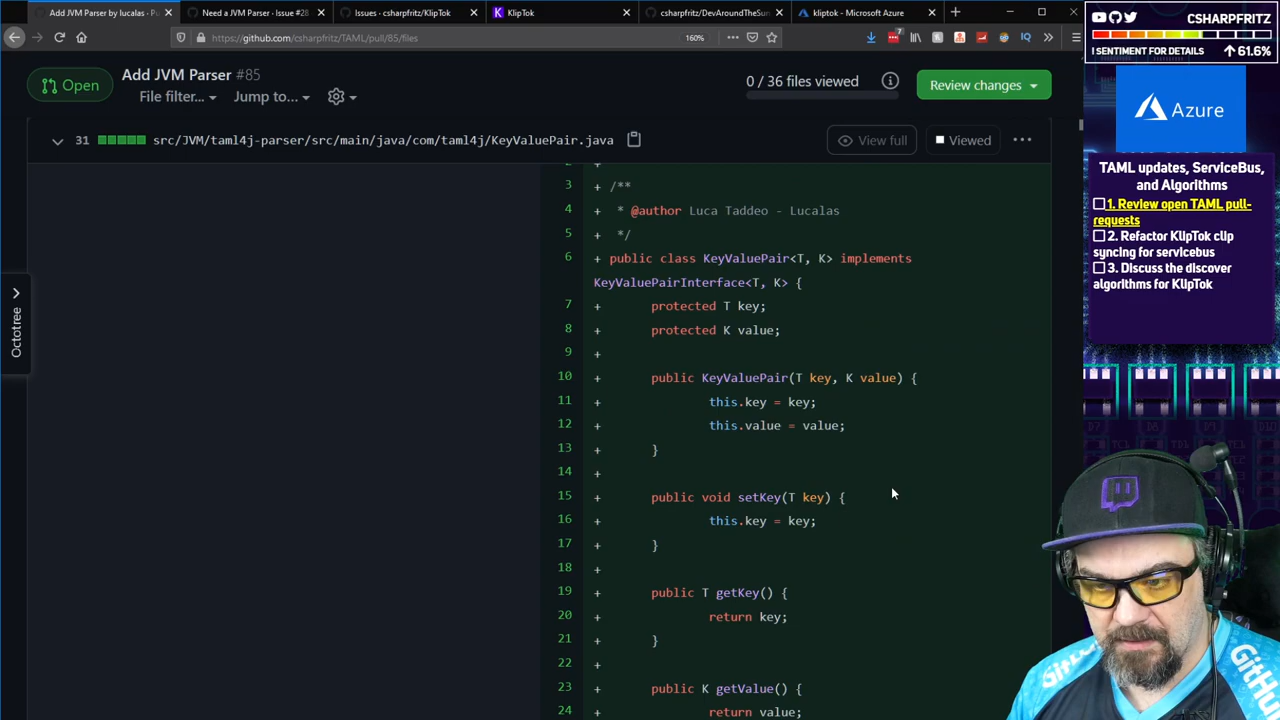 Add JVM Parser by lucalas · Pu
Need a JVM Parser · Issue #28
Issues · csharpfritz/KlipTok
KlipTok
csharpfritz/DevAroundTheSun
kliptok - Microsoft Azure
https://github.com/csharpfritz/TAML/pull/85/files
160%
Open
Add JVM Parser #85
File filter...
Jump to...
0 / 36 files viewed
Review changes
31 src/JVM/taml4j-parser/src/main/java/com/taml4j/KeyValuePair.java
View full
Viewed
Octotree
2 +
3 + /**
4 + * @author Luca Taddeo - Lucalas
5 + */
6 + public class KeyValuePair<T, K> implements
KeyValuePairInterface<T, K> {
7 + protected T key;
8 + protected K value;
9 +
10 + public KeyValuePair(T key, K value) {
11 + this.key = key;
12 + this.value = value;
13 + }
14 +
15 + public void setKey(T key) {
16 + this.key = key;
17 + }
18 +
19 + public T getKey() {
20 + return key;
21 + }
22 +
23 + public K getValue() {
24 + return value;
CSHARPFRITZ
! SENTIMENT FOR DETAILS
61.6%
Azure
TAML updates, ServiceBus,
and Algorithms
1. Review open TAML pull-
requests
2. Refactor KlipTok clip
syncing for servicebus
3. Discuss the discover
algorithms for KlipTok
D7
D8
D9
GitHub